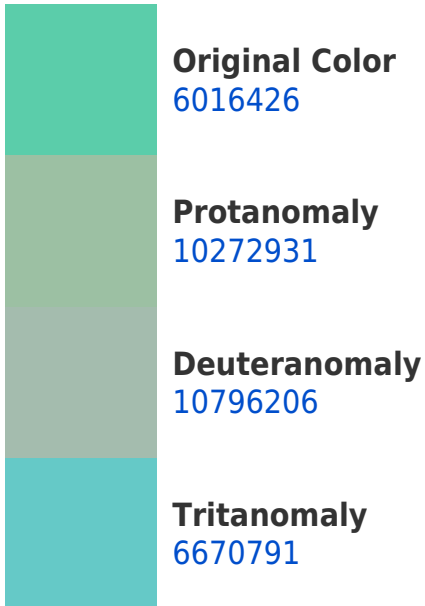 Original Color
6016426
Protanomaly
10272931
Deuteranomaly
10796206
Tritanomaly
6670791